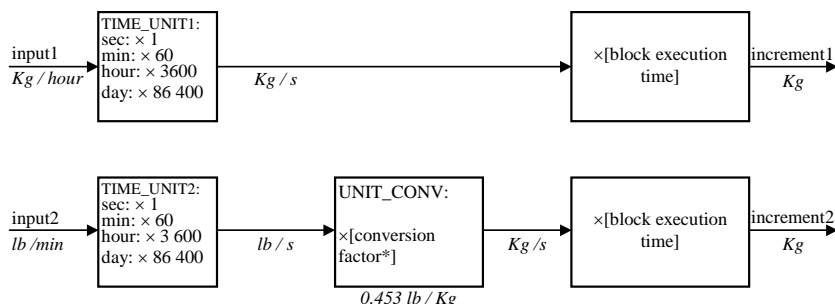 TIME_UNIT1:
sec: × 1
min: × 60
hour: × 3600
day: × 86 400
input1
Kg / hour
Kg / s
×[block execution
time]
increment1
Kg
TIME_UNIT2:
sec: × 1
min: × 60
hour: × 3 600
day: × 86 400
input2
lb /min
lb / s
UNIT_CONV:
×[conversion
factor*]
0,453 lb / Kg
Kg /s
×[block execution
time]
increment2
Kg